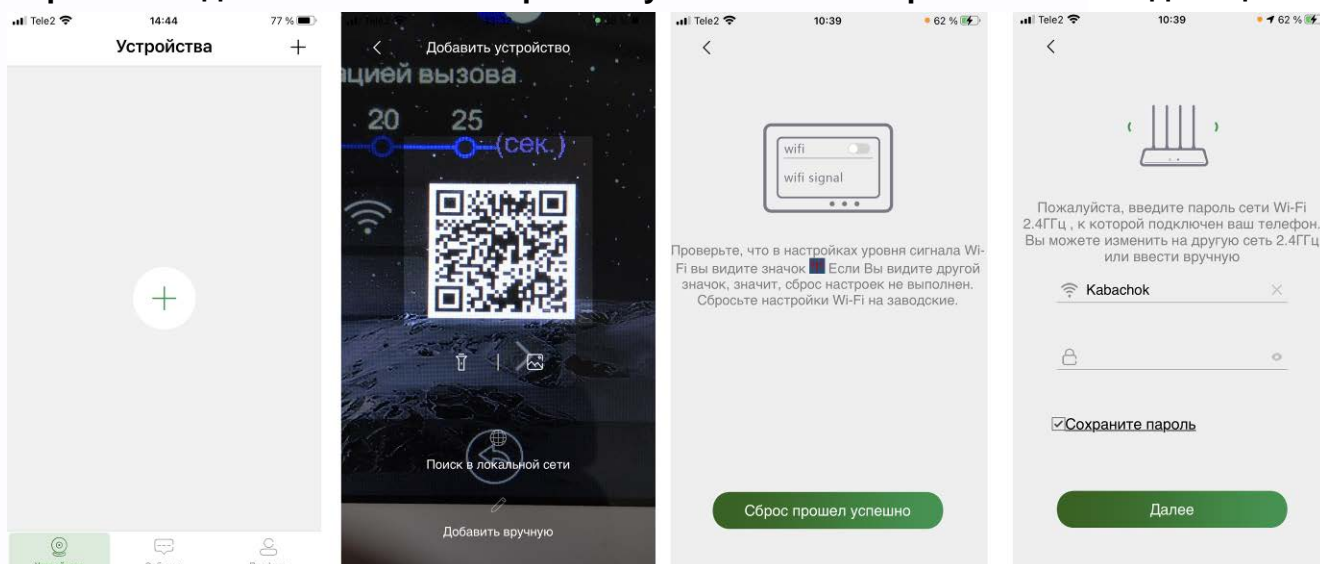 Tele2 14:44 77 %
Устройства +
Добавить устройство
ацией вызова
20 25
(сек.)
Поиск в локальной сети
Добавить вручную
Tele2 10:39 62 %
wifi
wifi signal
Проверьте, что в настройках уровня сигнала Wi-
Fi вы видите значок Если Вы видите другой
значок, значит, сброс настроек не выполнен.
Сбросьте настройки Wi-Fi на заводские.
Сброс прошел успешно
Tele2 10:39 62 %
Пожалуйста, введите пароль сети Wi-Fi
2.4ГГц , к которой подключен ваш телефон.
Вы можете изменить на другую сеть 2.4ГГц
или ввести вручную
Kabachok
Сохраните пароль
Далее